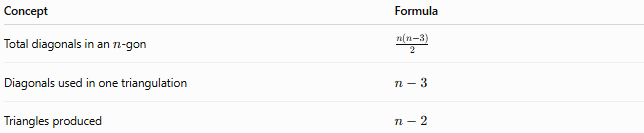 Concept Formula
Total diagonals in an n-gon n(n−3)/2
Diagonals used in one triangulation n − 3
Triangles produced n − 2